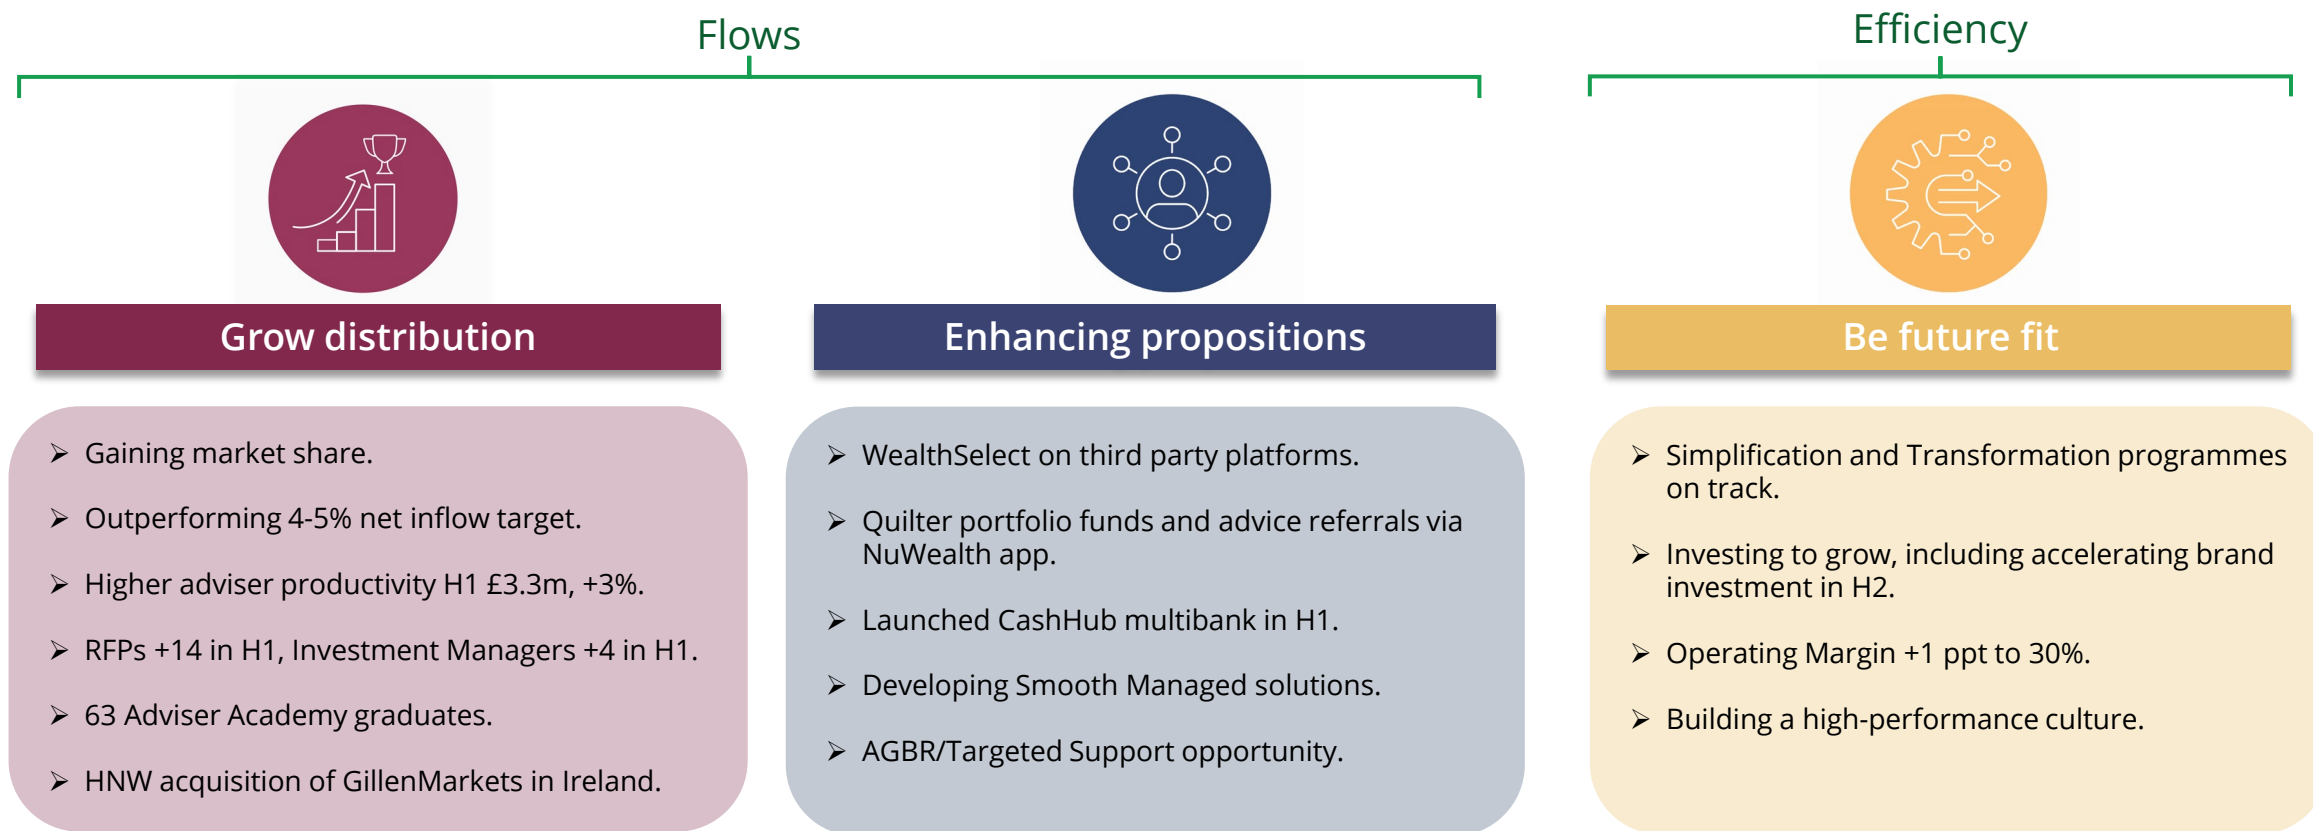 Flows
Efficiency
Grow distribution
➢ Gaining market share.
➢ Outperforming 4-5% net inflow target.
➢ Higher adviser productivity H1 £3.3m, +3%.
➢ RFPs +14 in H1, Investment Managers +4 in H1.
➢ 63 Adviser Academy graduates.
➢ HNW acquisition of GillenMarkets in Ireland.
Enhancing propositions
➢ WealthSelect on third party platforms.
➢ Quilter portfolio funds and advice referrals via
NuWealth app.
➢ Launched CashHub multibank in H1.
➢ Developing Smooth Managed solutions.
➢ AGBR/Targeted Support opportunity.
Be future fit
➢ Simplification and Transformation programmes
on track.
➢ Investing to grow, including accelerating brand
investment in H2.
➢ Operating Margin +1 ppt to 30%.
➢ Building a high-performance culture.